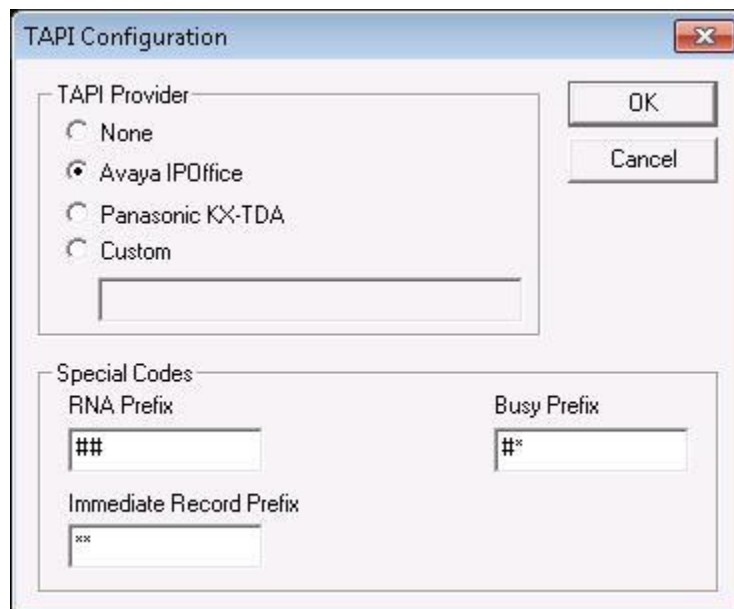 TAPI Configuration
TAPI Provider
OK
None
Cancel
Avaya IPOffice
Panasonic KX-TDA
Custom
Special Codes
RNA Prefix
Busy Prefix
##
#*
Immediate Record Prefix
**